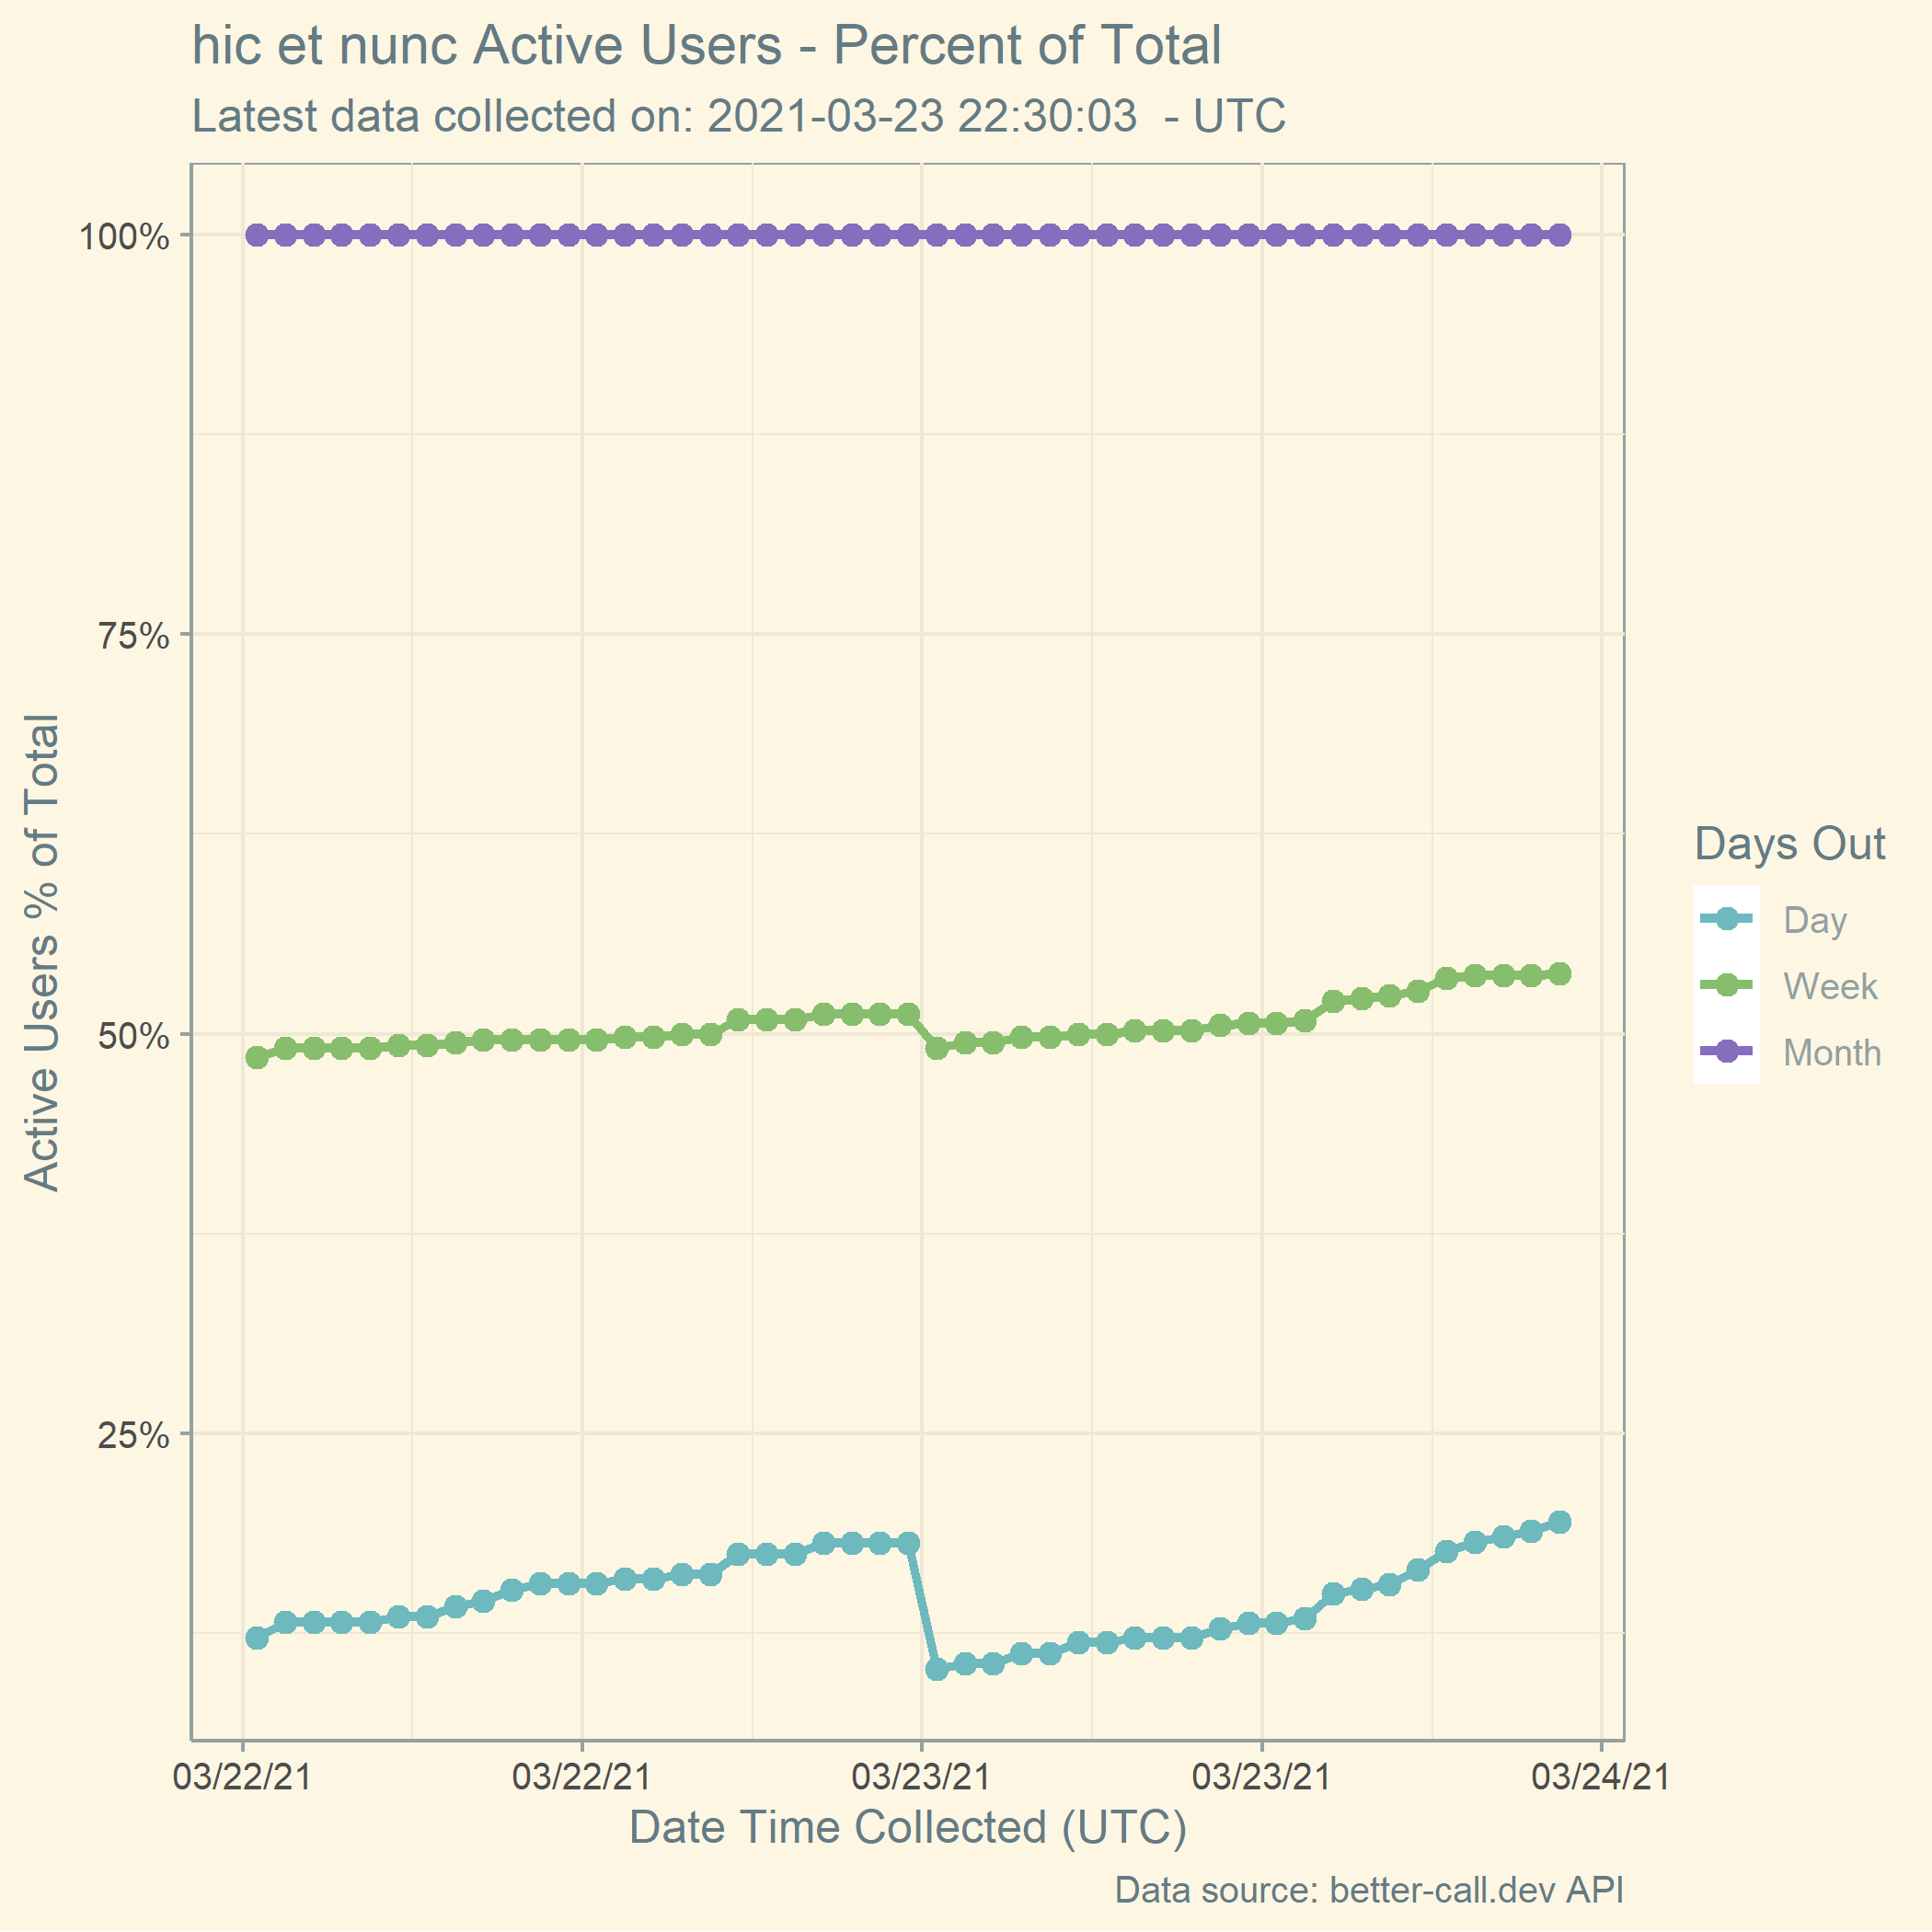 hic et nunc Active Users - Percent of Total
Latest data collected on: 2021-03-23 22:30:03  - UTC
Active Users % of Total
100%
75%
50%
25%
03/22/21
03/22/21
03/23/21
03/23/21
03/24/21
Date Time Collected (UTC)
Days Out
Day
Week
Month
Data source: better-call.dev API